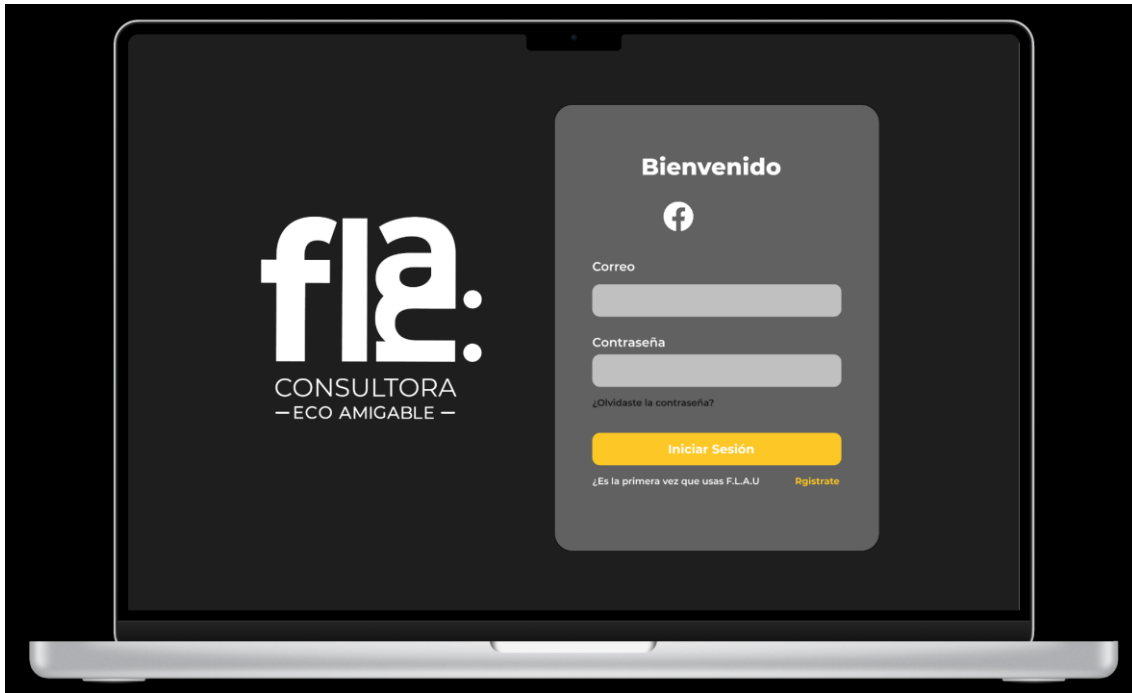 fla:
CONSULTORA
—ECO AMIGABLE—
Bienvenido
Correo
Contraseña
¿Olvidaste la contraseña?
Iniciar Sesión
¿Es la primera vez que usas F.L.A.U
Rgistrate